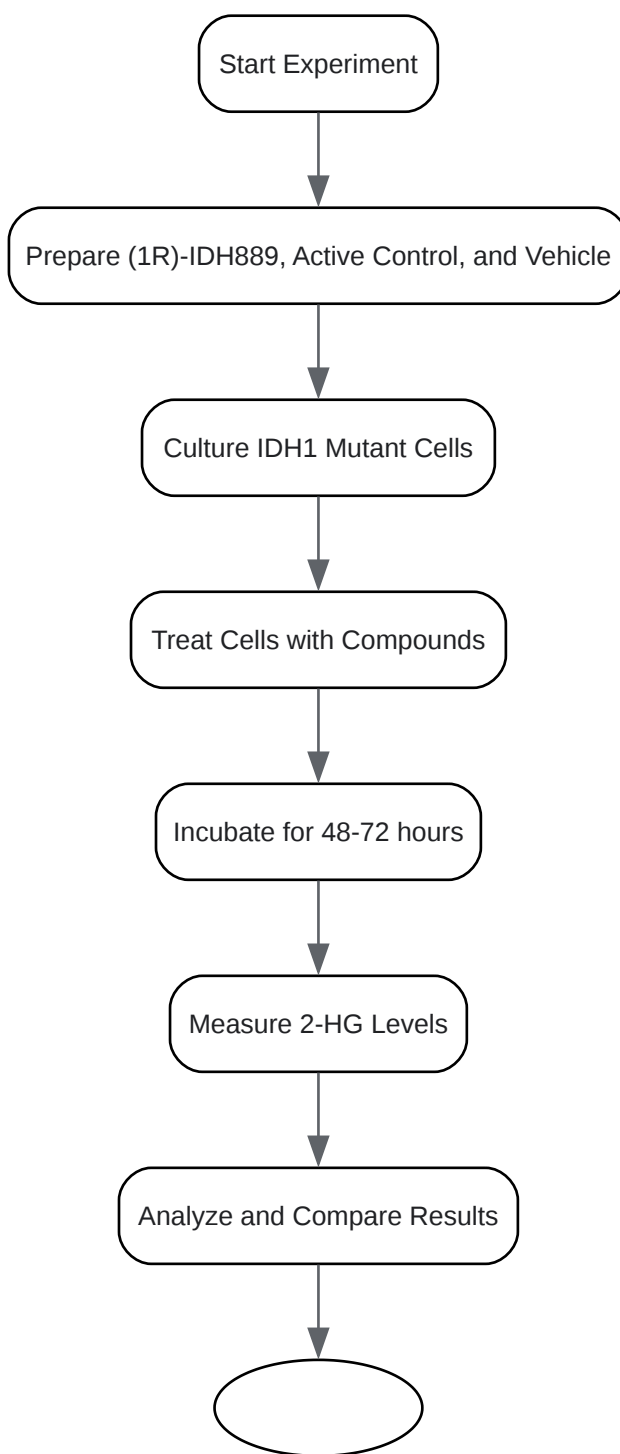 Start Experiment
Prepare (1R)-IDH889, Active Control, and Vehicle
Culture IDH1 Mutant Cells
Treat Cells with Compounds
Incubate for 48-72 hours
Measure 2-HG Levels
Analyze and Compare Results